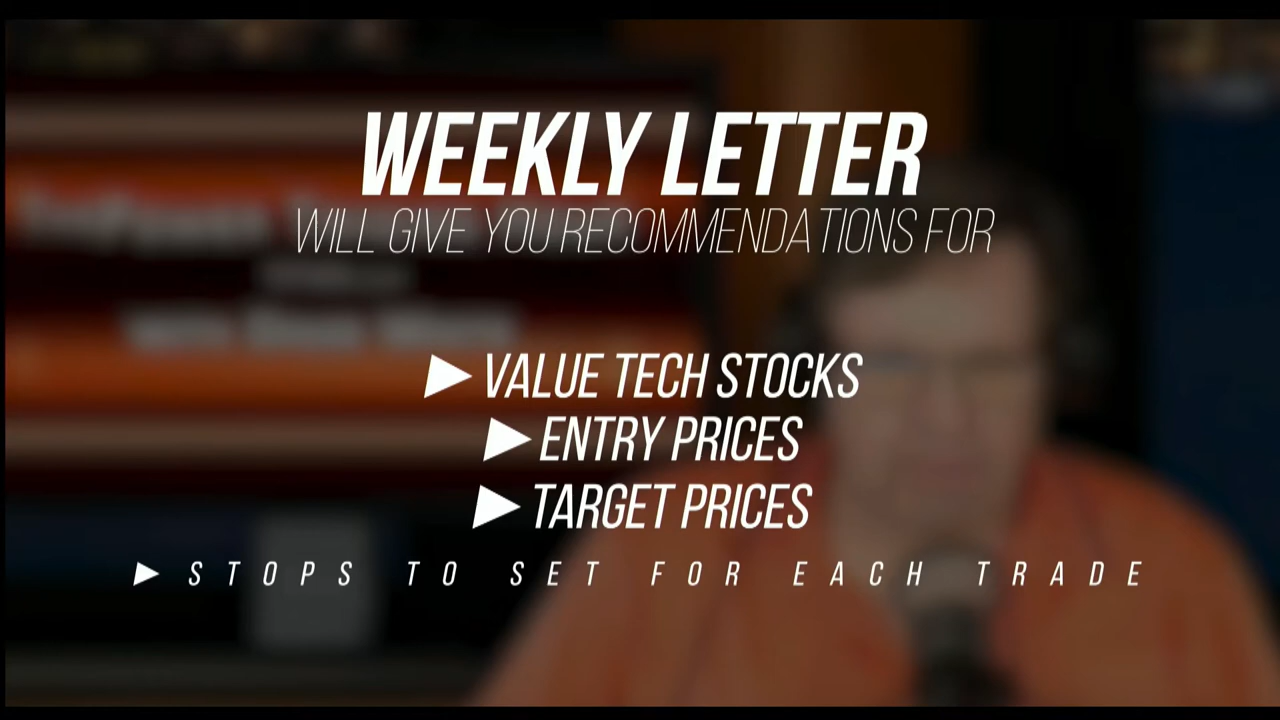 WEEKLY LETTER
WILL GIVE YOU RECOMMENDATIONS FOR
▶ VALUE TECH STOCKS
▶ ENTRY PRICES
▶ TARGET PRICES
▶ STOPS TO SET FOR EACH TRADE